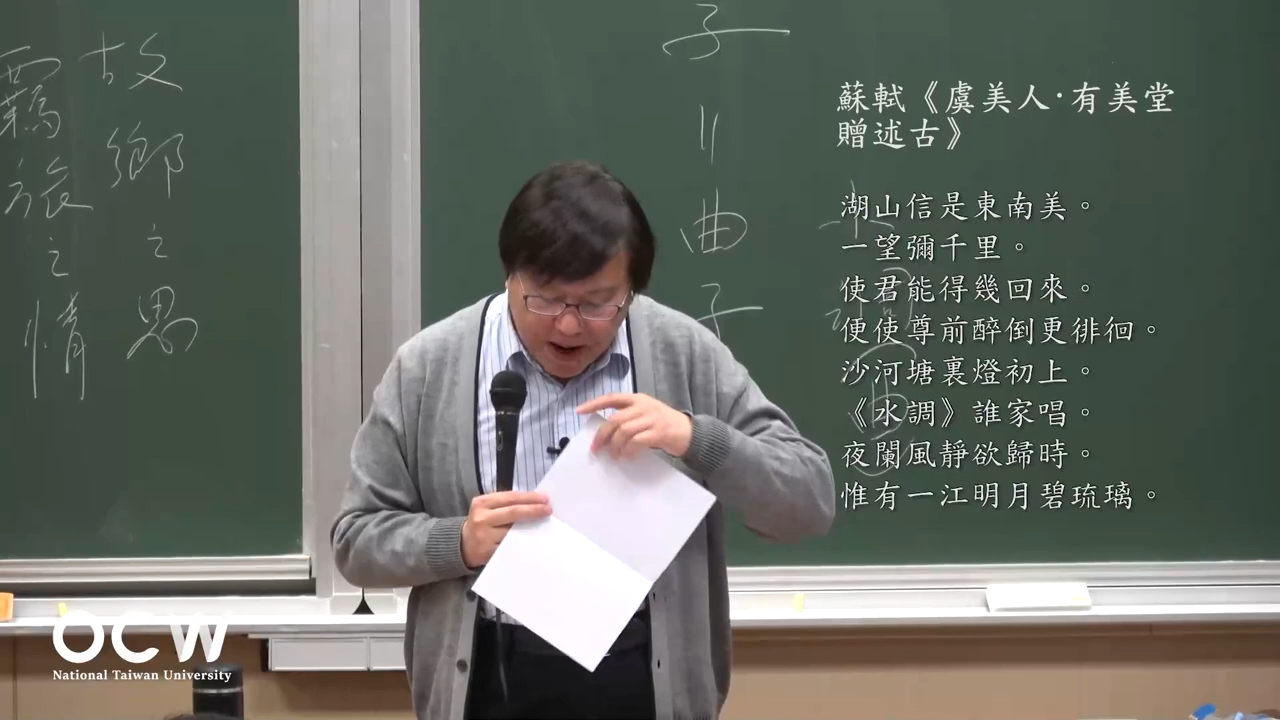 故鄉之思
羈旅之情
子
=
曲
子
蘇軾《虞美人·有美堂
贈述古》
湖山信是東南美。
一望彌千里。
使君能得幾回來。
便使尊前醉倒更徘徊。
沙河塘裏燈初上。
《水調》誰家唱。
夜闌風靜欲歸時。
惟有一江明月碧琉璃。
OCW
National Taiwan University